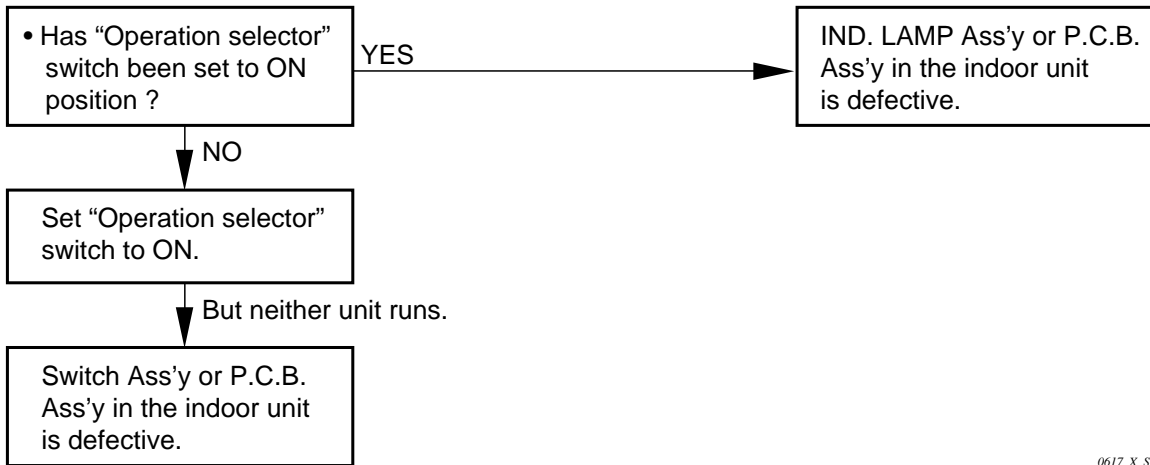 • Has “Operation selector”
switch been set to ON
position ?
YES
IND. LAMP Ass'y or P.C.B.
Ass'y in the indoor unit
is defective.
NO
Set “Operation selector”
switch to ON.
But neither unit runs.
Switch Ass'y or P.C.B.
Ass'y in the indoor unit
is defective.
0617_X_S